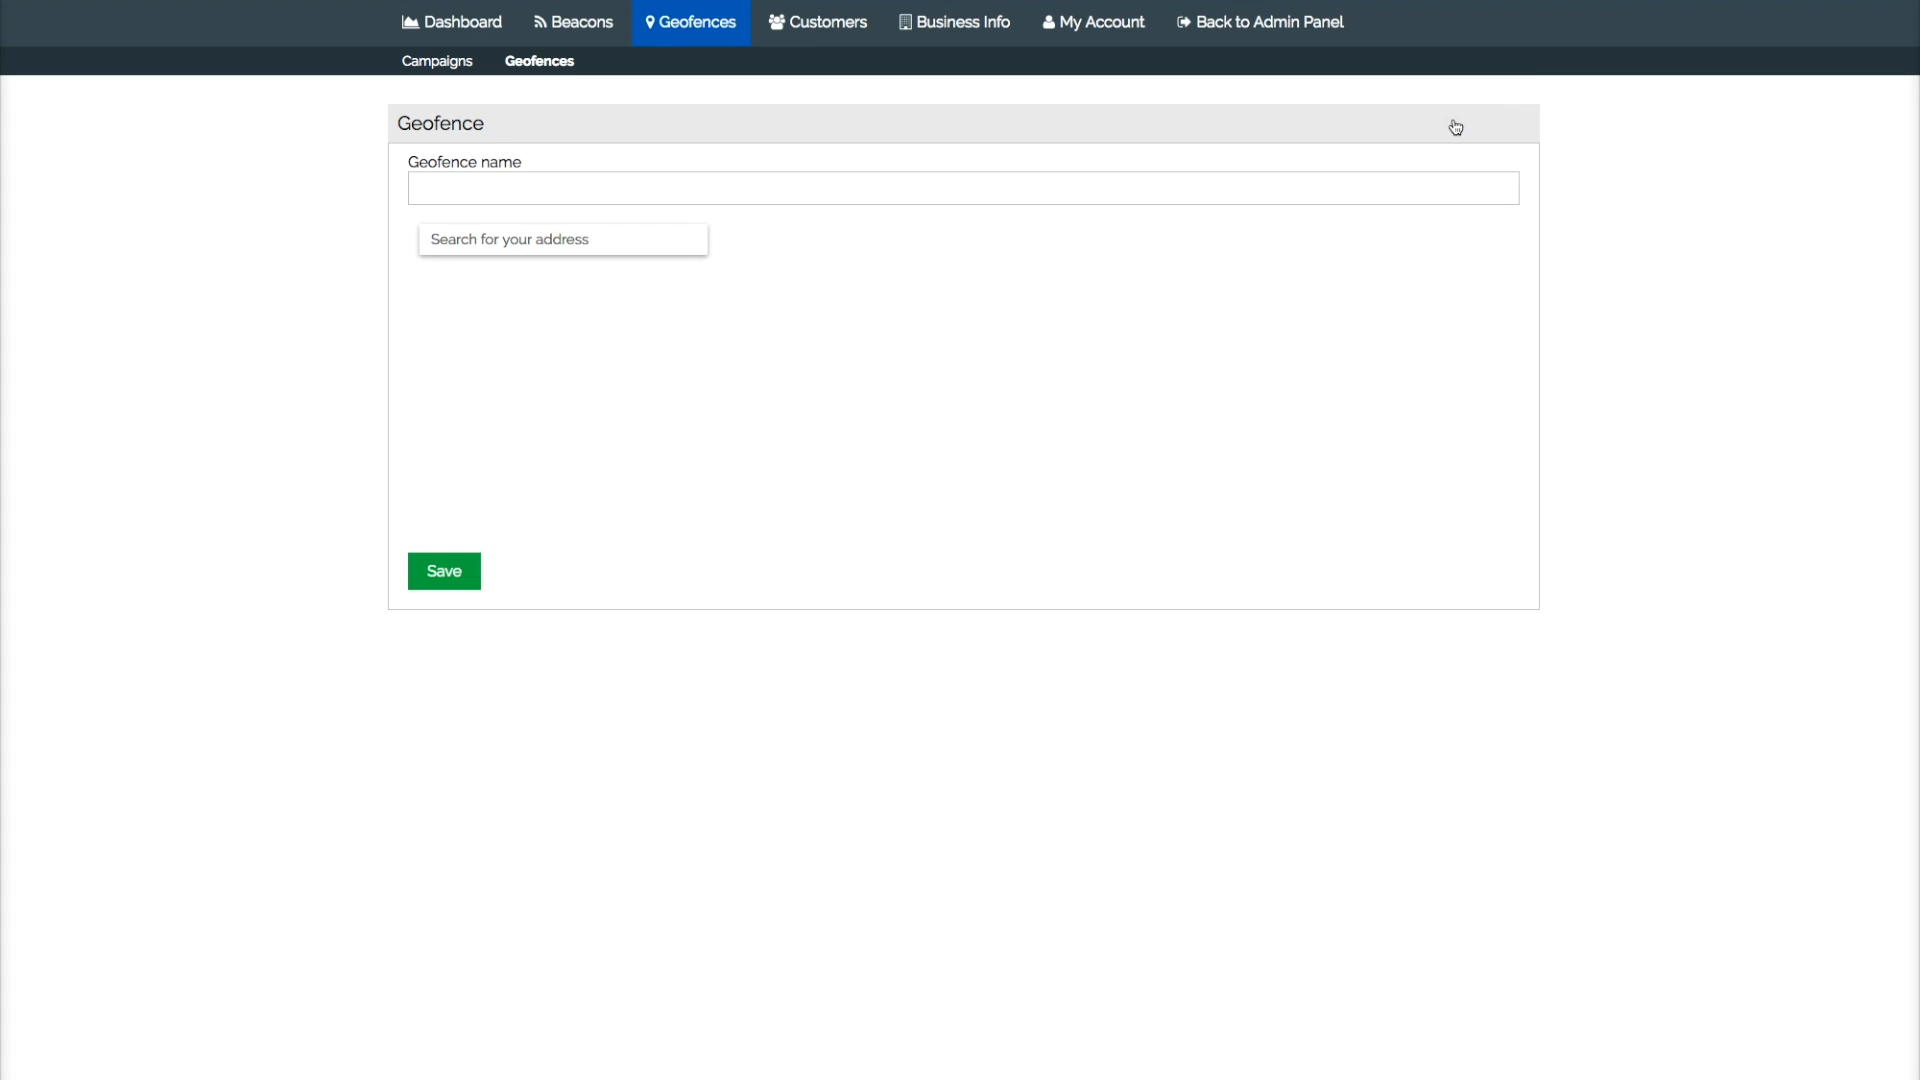 Dashboard Beacons Geofences Customers Business Info My Account Back to Admin Panel
Campaigns Geofences
Geofence
Geofence name
Search for your address
Save